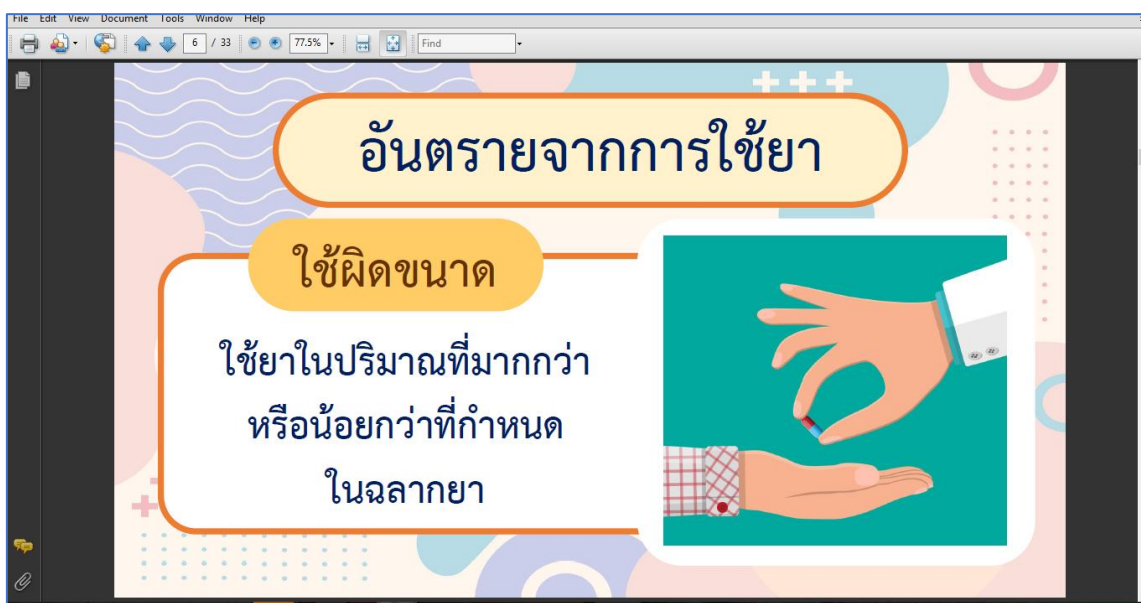 File Edit View Document Tools Window Help
6 / 33 77.5% Find
อันตรายจากการใช้ยา
ใช้ผิดขนาด
ใช้ยาในปริมาณที่มากกว่า
หรือน้อยกว่าที่กำหนด
ในฉลากยา